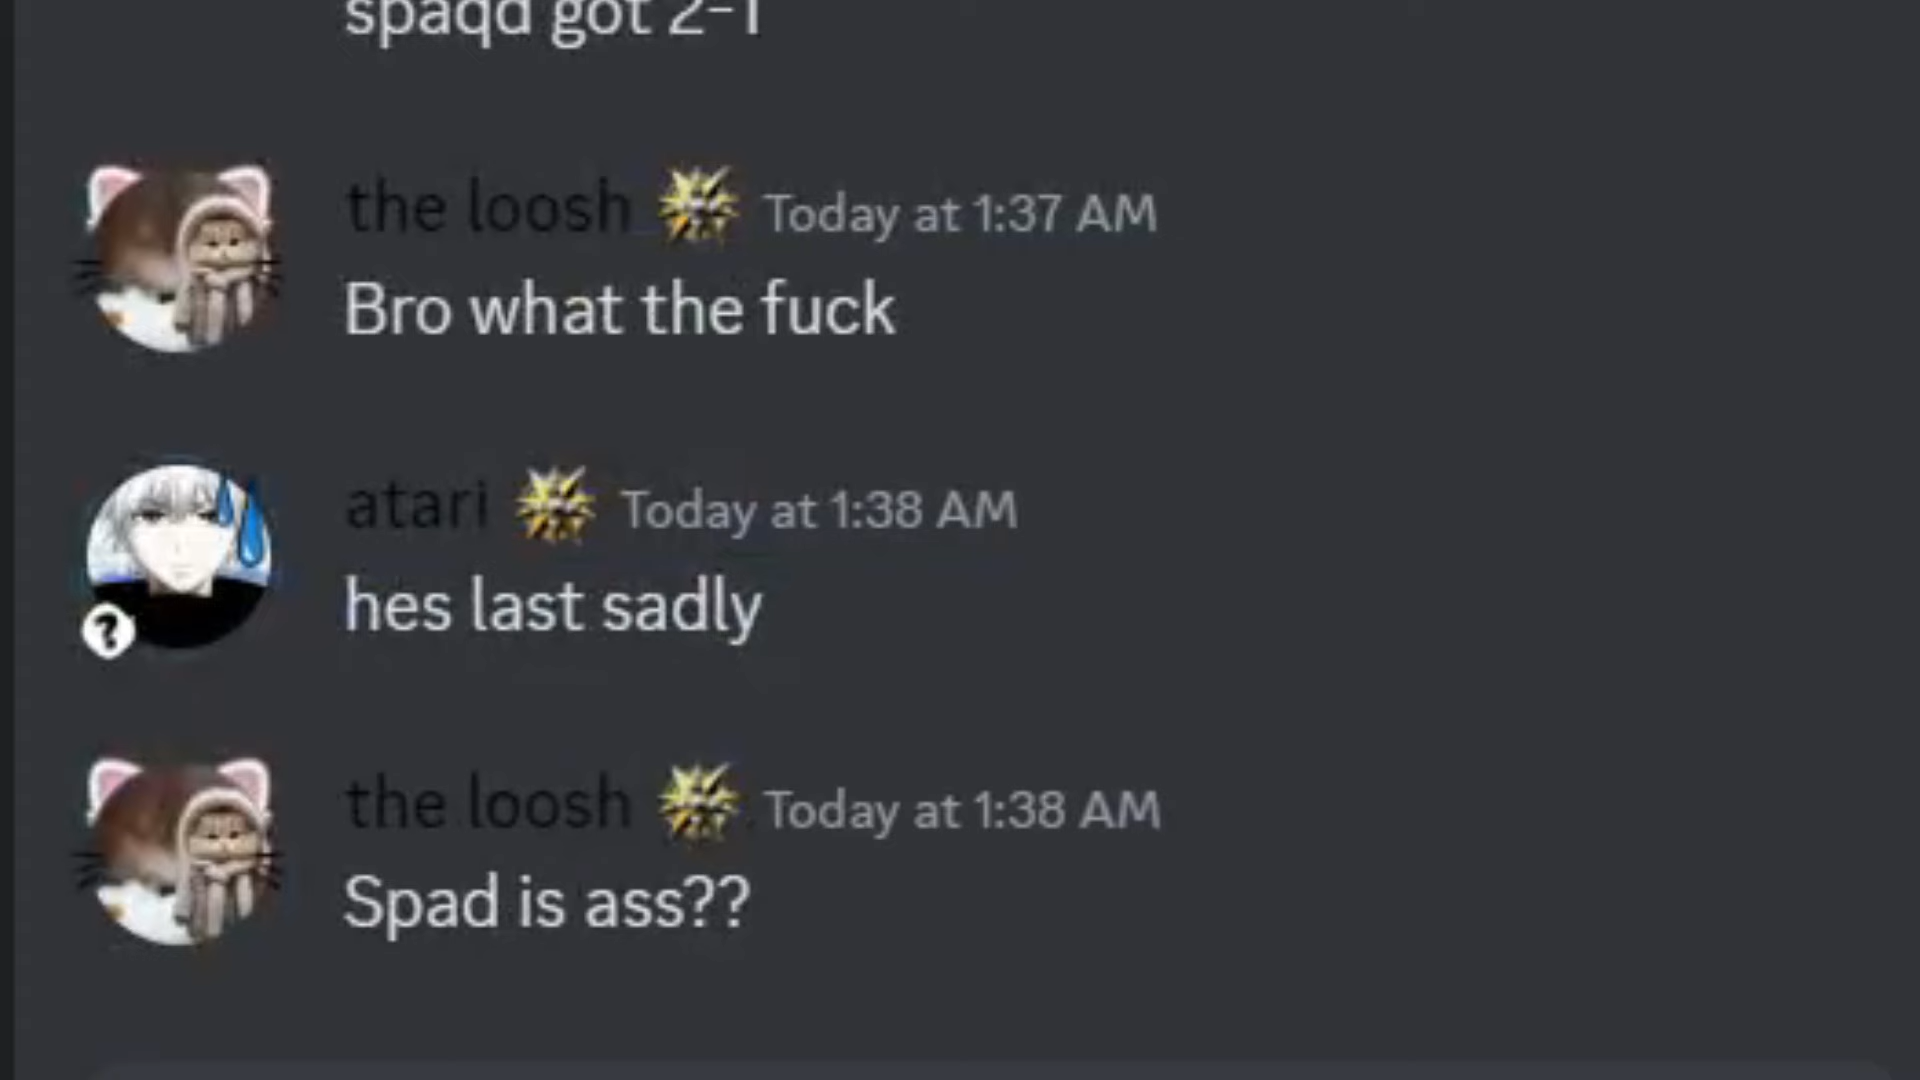 spaqd got 2-1
the loosh Today at 1:37 AM
Bro what the fuck
atari Today at 1:38 AM
hes last sadly
?
the loosh Today at 1:38 AM
Spad is ass??